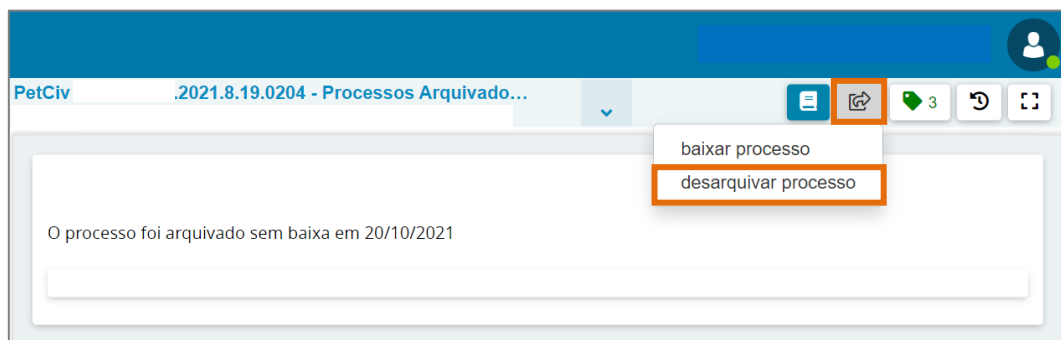 PetCiv .2021.8.19.0204 - Processos Arquivado...
3
baixar processo
desarquivar processo
O processo foi arquivado sem baixa em 20/10/2021